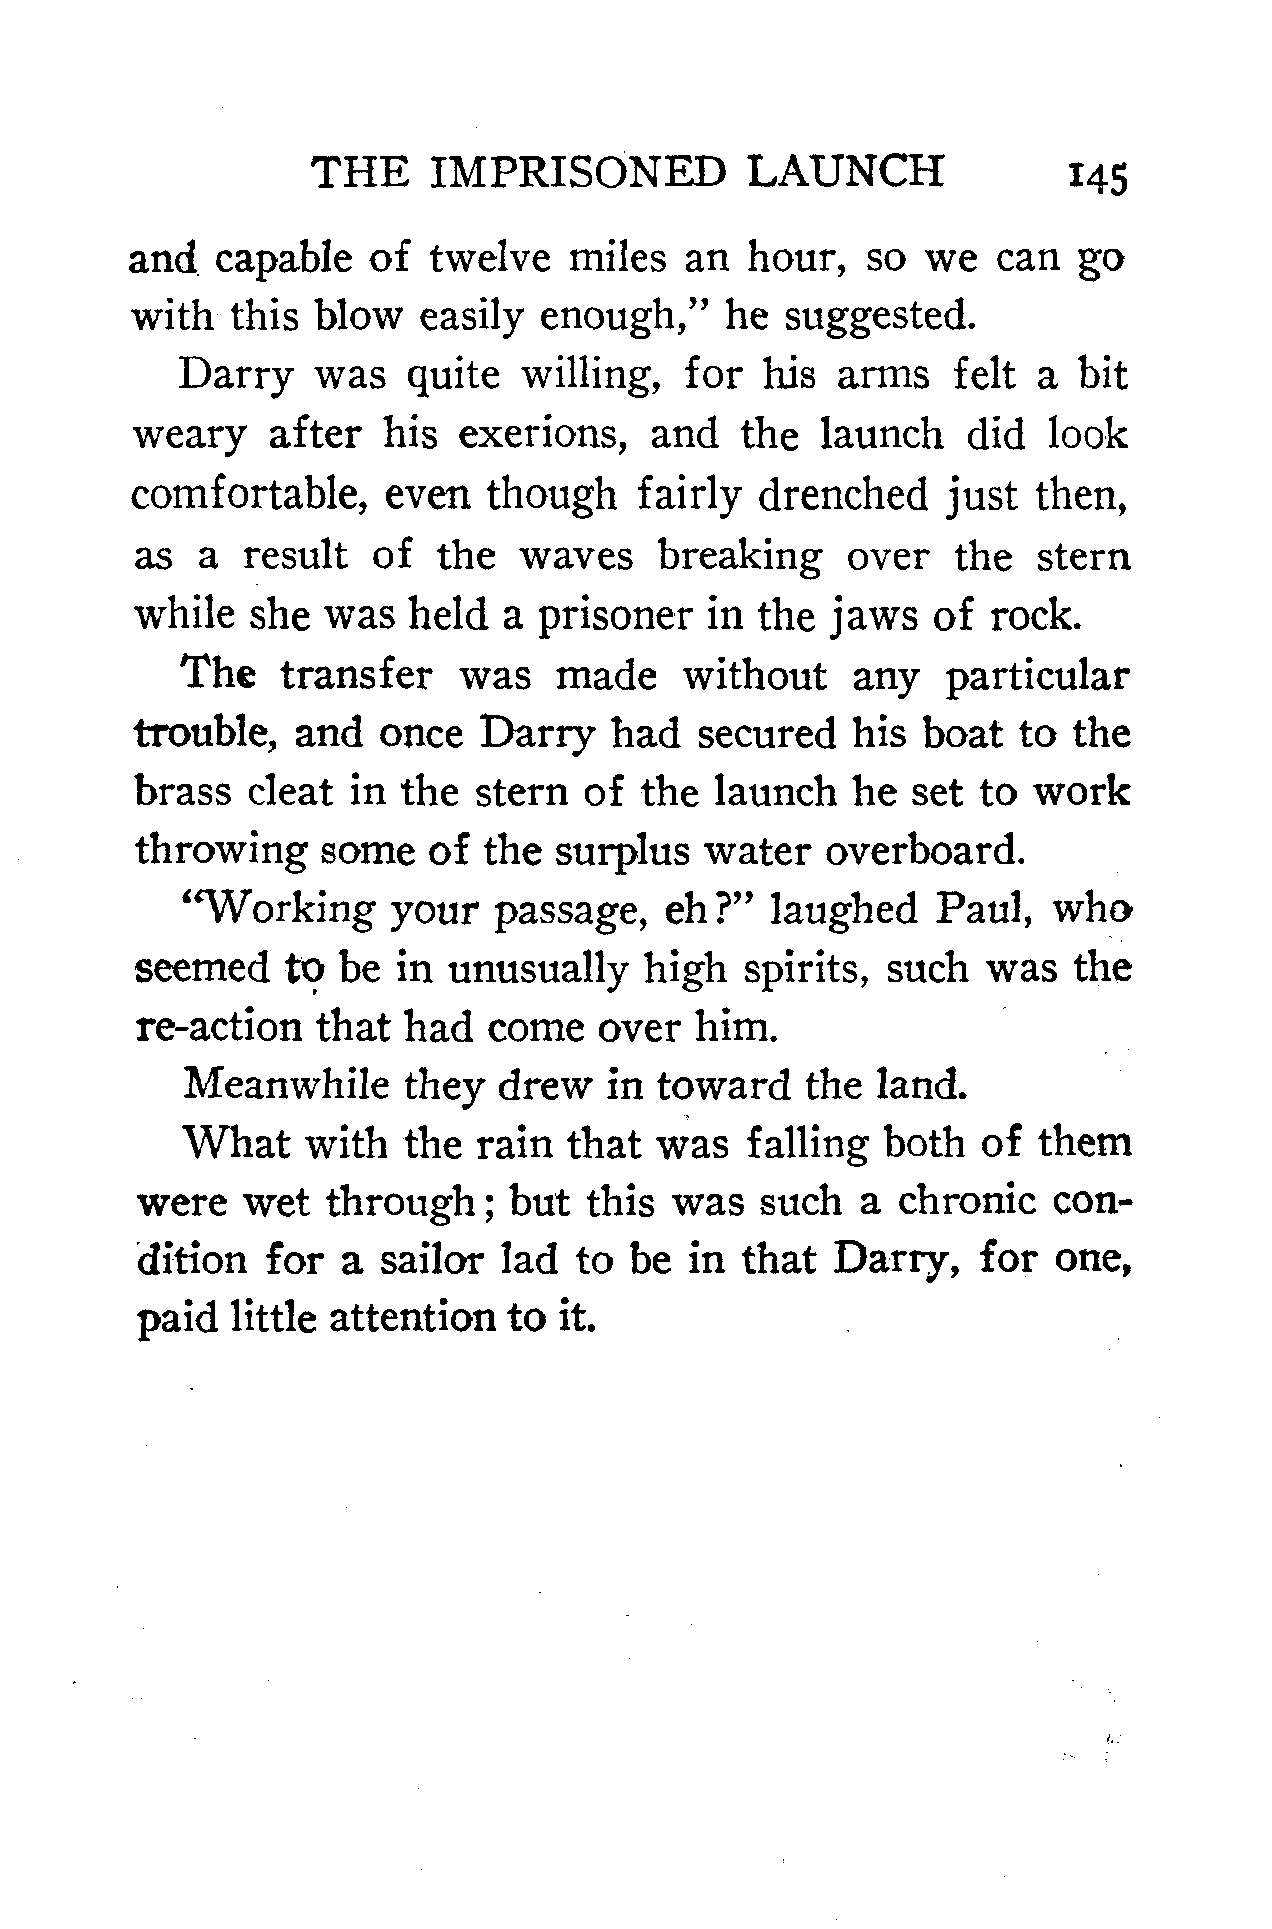 THE IMPRISONED LAUNCH 145
and capable of twelve miles an hour, so we can go
with this blow easily enough,” he suggested.
Darry was quite willing, for his arms felt a bit
weary after his exerions, and the launch did look
comfortable, even though fairly drenched just then,
as a result of the waves breaking over the stern
while she was held a prisoner in the jaws of rock.
The transfer was made without any particular
trouble, and once Darry had secured his boat to the
brass cleat in the stern of the launch he set to work
throwing some of the surplus water overboard.
“Working your passage, eh?” laughed Paul, who
seemed to be in unusually high spirits, such was the
re-action that had come over him.
Meanwhile they drew in toward the land.
What with the rain that was falling both of them
were wet through; but this was such a chronic con-
dition for a sailor lad to be in that Darry, for one,
paid little attention to it.